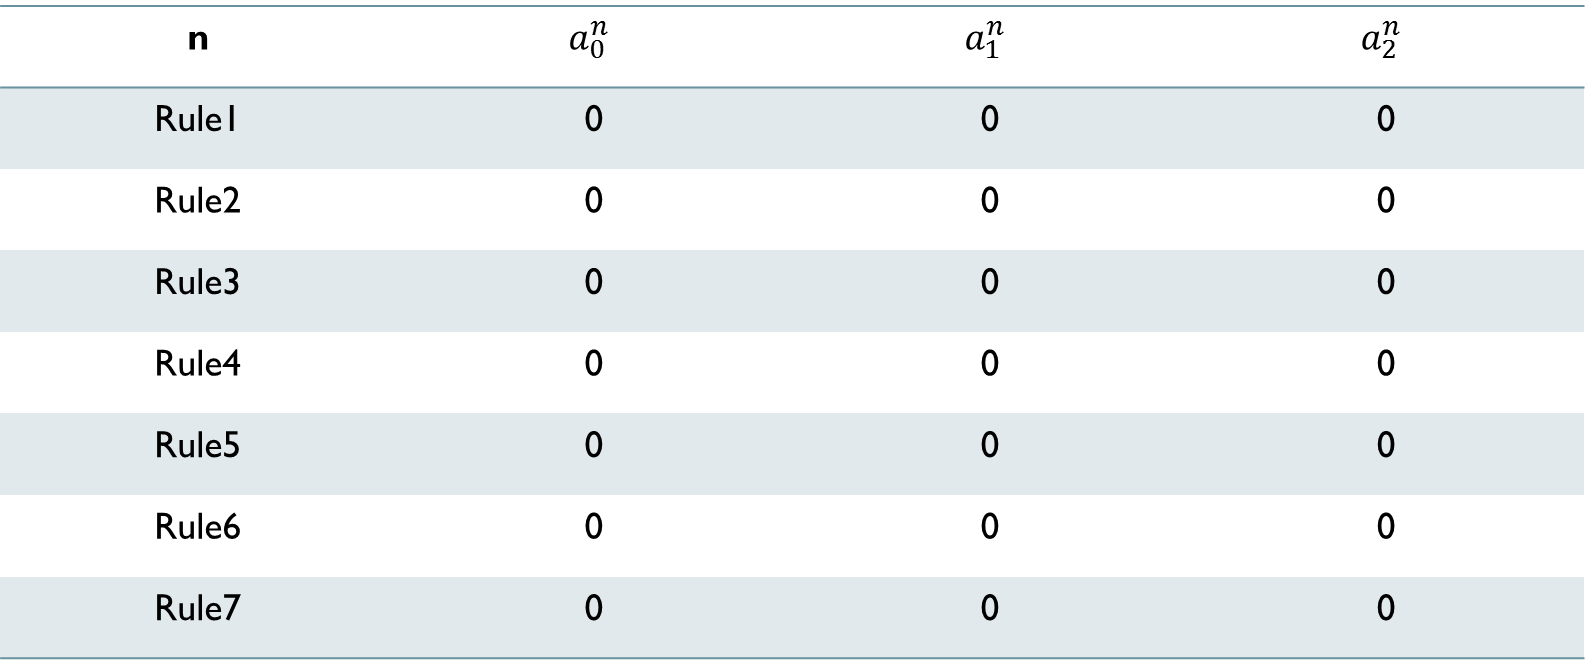 n $a_0^n$ $a_1^n$ $a_2^n$
Rule1 0 0 0
Rule2 0 0 0
Rule3 0 0 0
Rule4 0 0 0
Rule5 0 0 0
Rule6 0 0 0
Rule7 0 0 0